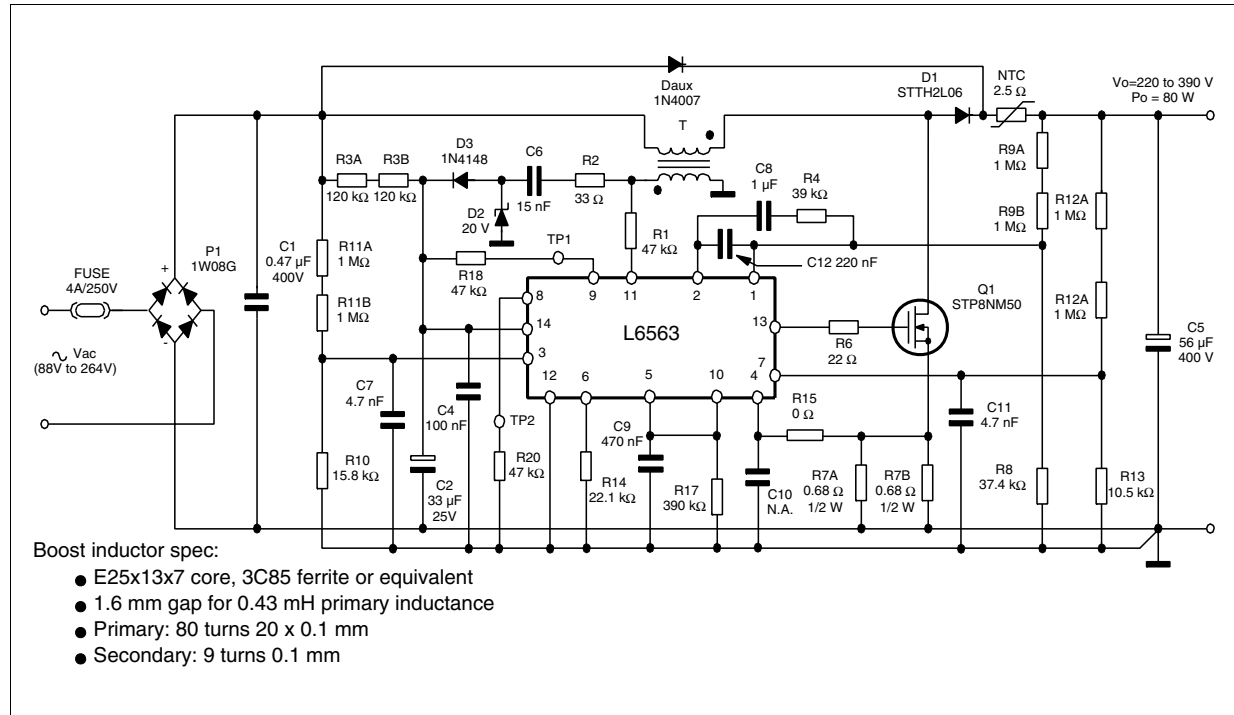 Daux
1N4007
D1
STTH2L06
NTC
2.5 Ω
Vo=220 to 390 V
Po = 80 W
T
D3
1N4148
C6
15 nF
R2
33 Ω
R3A
120 kΩ
R3B
120 kΩ
C8
1 µF
R4
39 kΩ
R9A
1 MΩ
D2
20 V
R9B
1 MΩ
R12A
1 MΩ
P1
1W08G
C1
0.47 µF
400V
R11A
1 MΩ
TP1
R1
47 kΩ
C12 220 nF
FUSE
4A/250V
+
-
R18
47 kΩ
R11B
1 MΩ
8
9
11
2
1
14
3
L6563
13
7
12
6
5
10
4
R6
22 Ω
Q1
STP8NM50
R12A
1 MΩ
C5
56 µF
400 V
~ Vac
(88V to 264V)
C7
4.7 nF
C4
100 nF
TP2
C9
470 nF
R15
0 Ω
C11
4.7 nF
R10
15.8 kΩ
C2
33 µF
25V
R20
47 kΩ
R14
22.1 kΩ
R17
390 kΩ
C10
N.A.
R7A
0.68 Ω
1/2 W
R7B
0.68 Ω
1/2 W
R8
37.4 kΩ
R13
10.5 kΩ
Boost inductor spec:
● E25x13x7 core, 3C85 ferrite or equivalent
● 1.6 mm gap for 0.43 mH primary inductance
● Primary: 80 turns 20 x 0.1 mm
● Secondary: 9 turns 0.1 mm